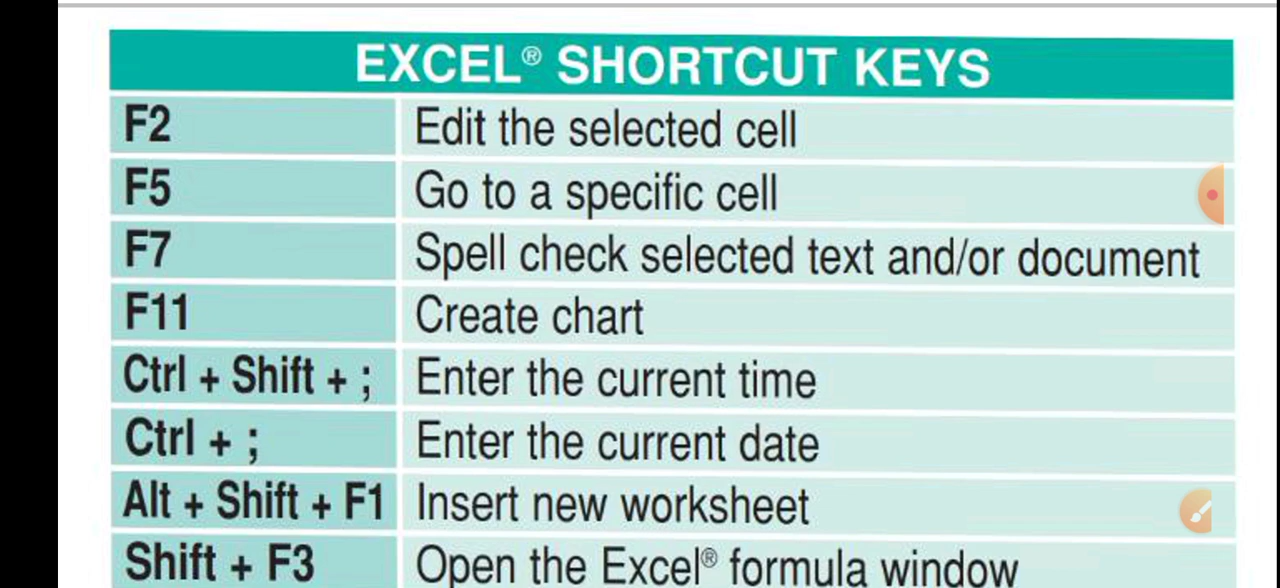 EXCEL® SHORTCUT KEYS
F2 Edit the selected cell
F5 Go to a specific cell
F7 Spell check selected text and/or document
F11 Create chart
Ctrl + Shift + ; Enter the current time
Ctrl + ; Enter the current date
Alt + Shift + F1 Insert new worksheet
Shift + F3 Open the Excel® formula window